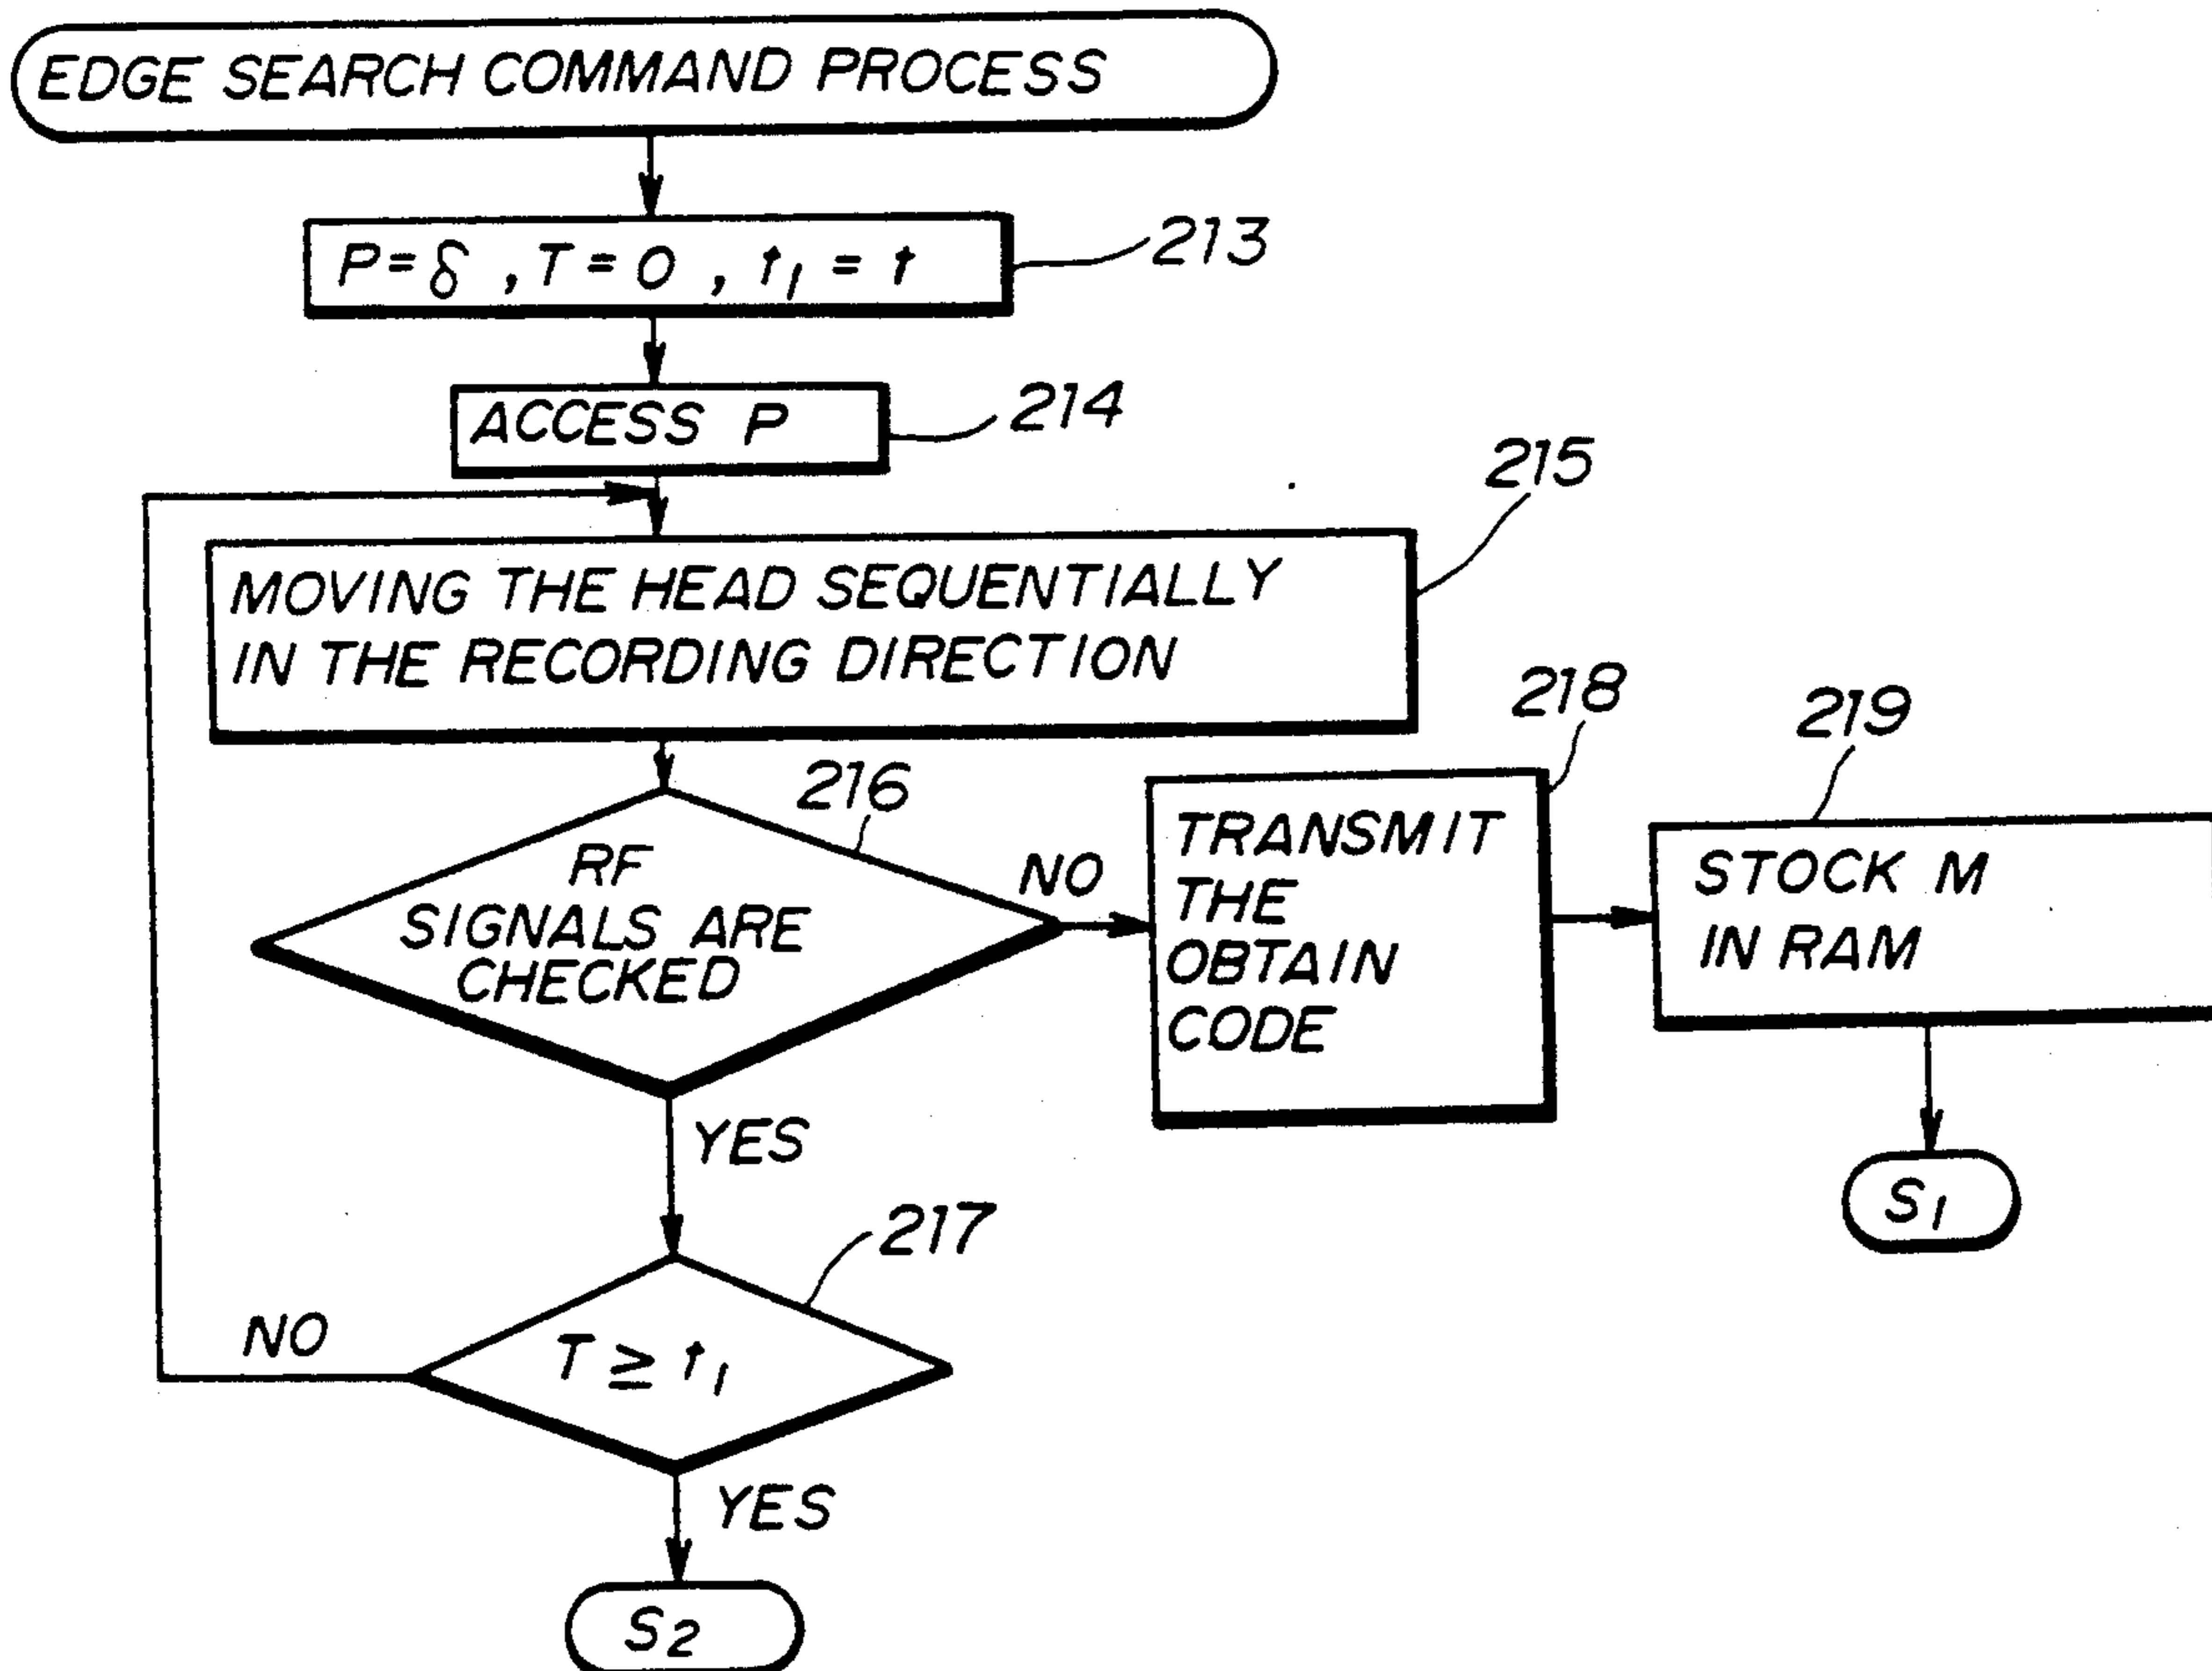 EDGE SEARCH COMMAND PROCESS
P=δ, T=0, t₁=t
213
ACCESS P
214
215
MOVING THE HEAD SEQUENTIALLY
IN THE RECORDING DIRECTION
216
RF
SIGNALS ARE
CHECKED
NO
218
TRANSMIT
THE
OBTAIN
CODE
219
STOCK M
IN RAM
S₁
YES
217
T ≥ t₁
NO
YES
S₂